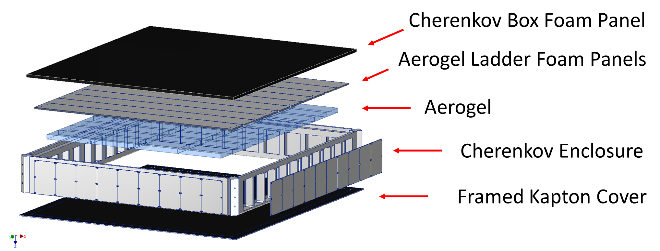 Cherenkov Box Foam Panel
Aerogel Ladder Foam Panels
Aerogel
Cherenkov Enclosure
Framed Kapton Cover